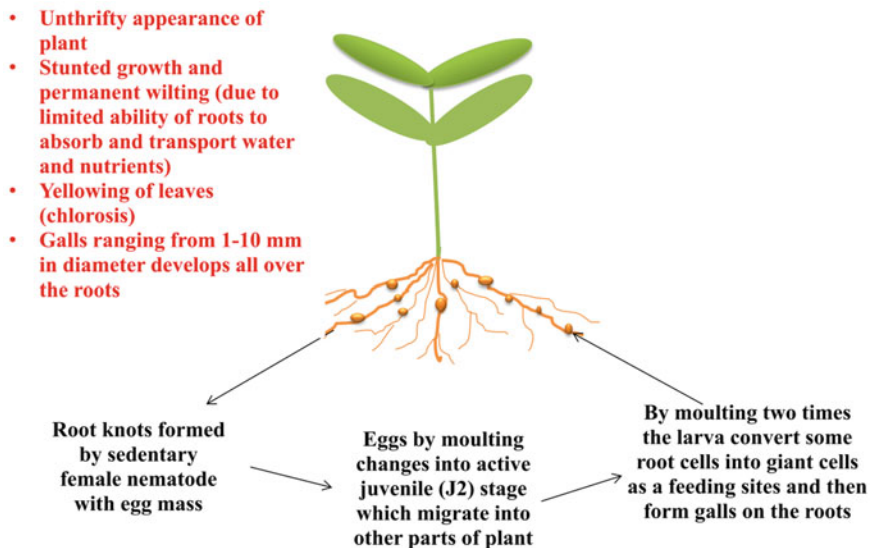 • Unthrifty appearance of
plant
• Stunted growth and
permanent wilting (due to
limited ability of roots to
absorb and transport water
and nutrients)
• Yellowing of leaves
(chlorosis)
• Galls ranging from 1-10 mm
in diameter develops all over
the roots
Root knots formed
by sedentary
female nematode
with egg mass
Eggs by moulting
changes into active
juvenile (J2) stage
which migrate into
other parts of plant
By moulting two times
the larva convert some
root cells into giant cells
as a feeding sites and then
form galls on the roots